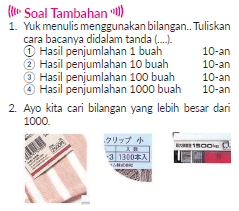 Soal Tambahan
1. Yuk menulis menggunakan bilangan.. Tuliskan
cara bacanya didalam tanda (....).
① Hasil penjumlahan 1 buah 10-an
② Hasil penjumlahan 10 buah 10-an
③ Hasil penjumlahan 100 buah 10-an
④ Hasil penjumlahan 1000 buah 10-an
2. Ayo kita cari bilangan yang lebih besar dari
1000.
クリップ 小
入数
-3 1300本入
1500kg